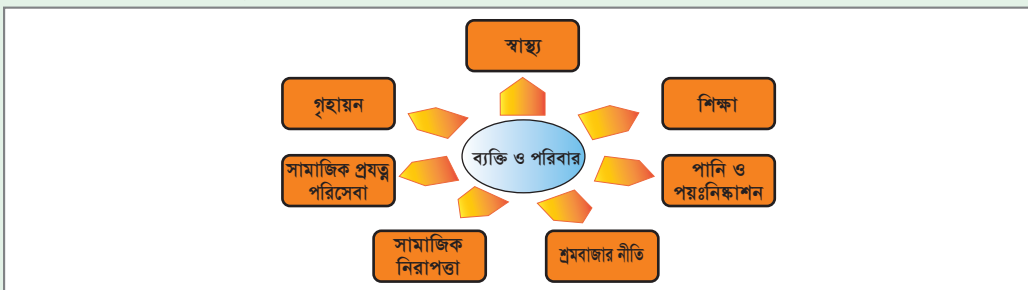 স্বাস্থ্য
গৃহায়ন
শিক্ষা
ব্যক্তি ও পরিবার
সামাজিক প্রযত্ন
পরিসেবা
পানি ও
পয়ঃনিষ্কাশন
সামাজিক
নিরাপত্তা
শ্রমবাজার নীতি